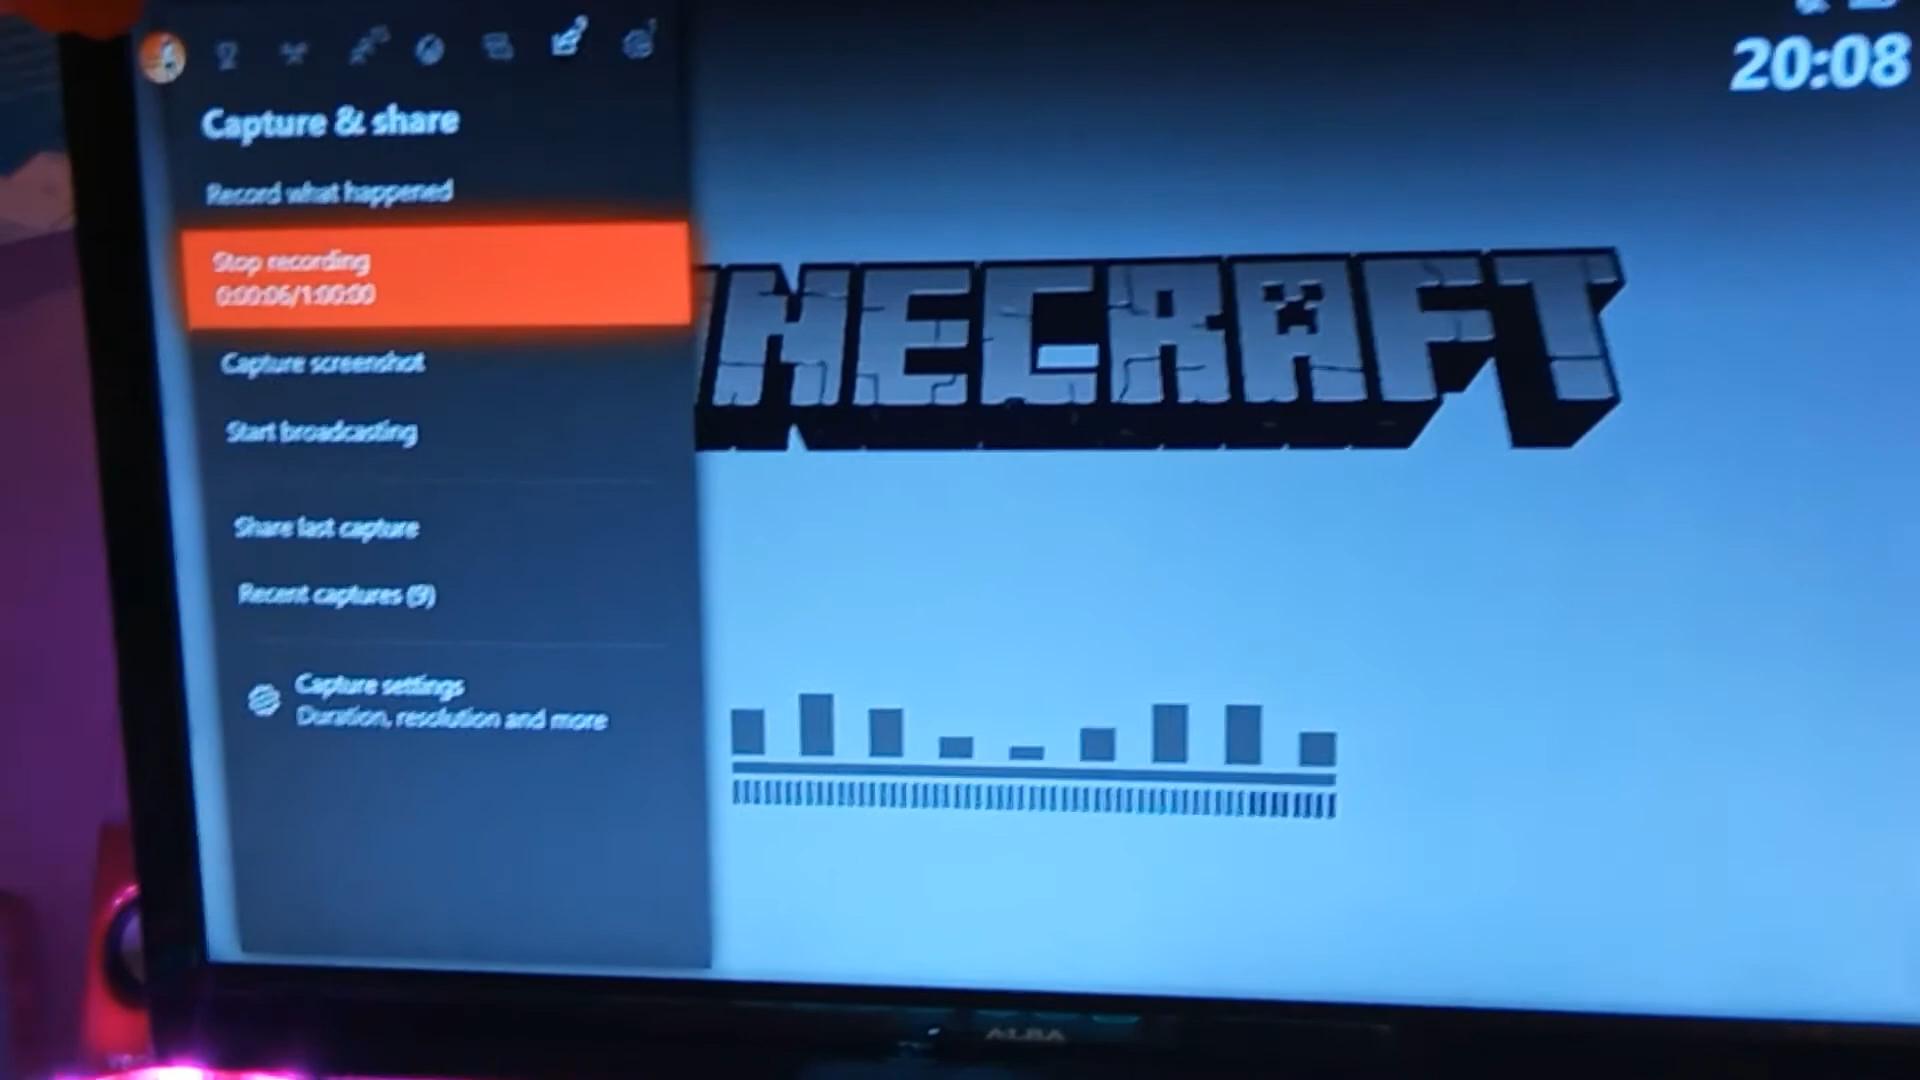 20:08
Capture & share
Record what happened
Stop recording
0:00:06/1:00:00
Capture screenshot
Start broadcasting
Share last capture
Recent captures (9)
Capture settings
Duration, resolution and more
NECRAFT
ALBA